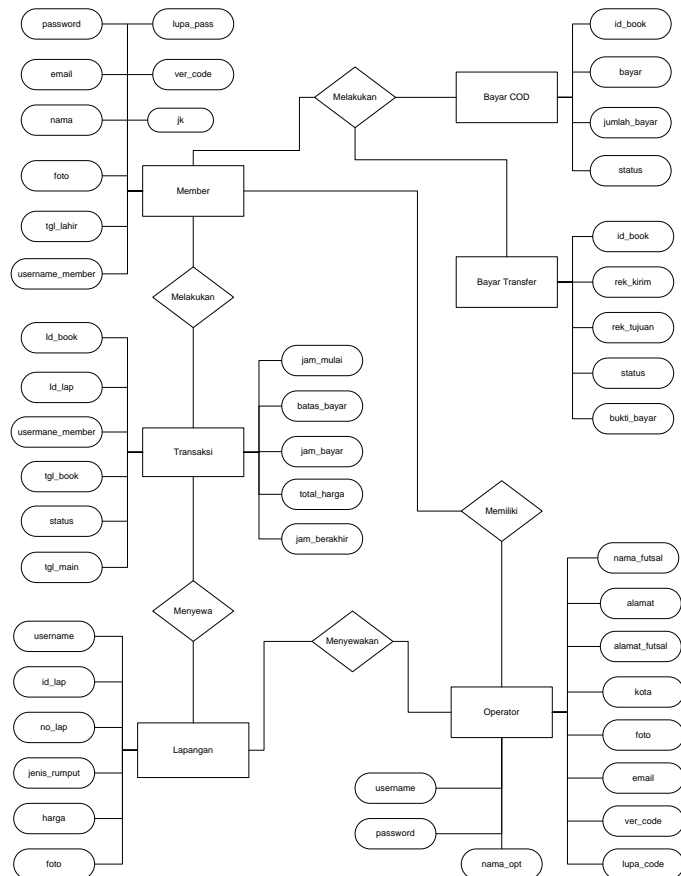 password
lupa_pass
email
ver_code
nama
jk
foto
Member
tgl_lahir
username_member
Melakukan
Bayar COD
id_book
bayar
jumlah_bayar
status
Bayar Transfer
id_book
rek_kirim
rek_tujuan
status
bukti_bayar
Melakukan
Id_book
Id_lap
usermane_member
tgl_book
status
tgl_main
Transaksi
jam_mulai
batas_bayar
jam_bayar
total_harga
jam_berakhir
Memiliki
Menyewa
Menyewakan
username
id_lap
no_lap
jenis_rumput
harga
foto
Lapangan
Operator
nama_futsal
alamat
alamat_futsal
kota
foto
email
ver_code
lupa_code
username
password
nama_opt